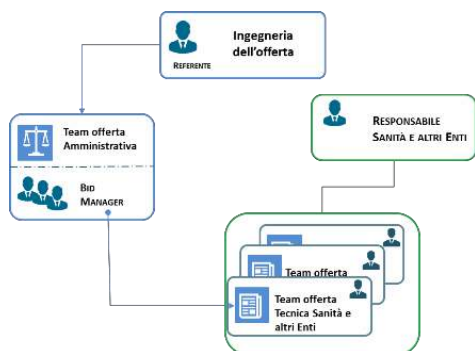 Ingegneria
dell'offerta
REFERENTE
RESPONSABILE
SANITÀ E ALTRI ENTI
Team offerta
Amministrativa
BID
MANAGER
Team offerta
Team offerta
Tecnica Sanità e
altri Enti